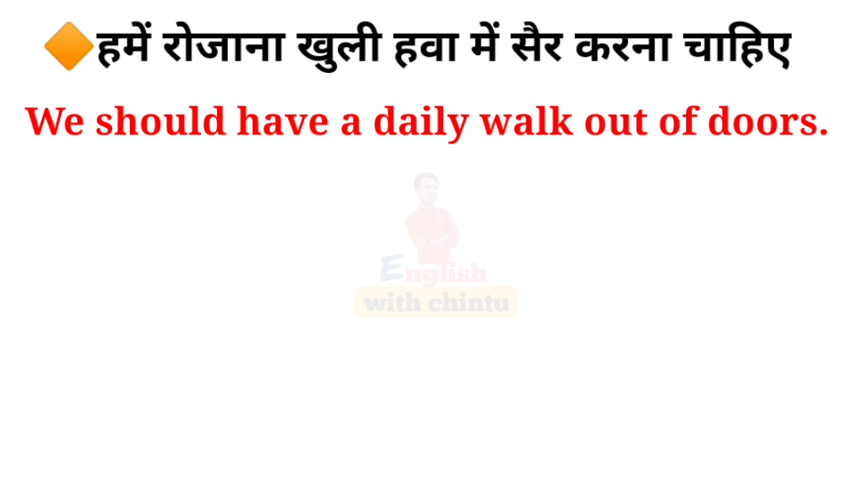 🔶हमें रोजाना खुली हवा में सैर करना चाहिए
We should have a daily walk out of doors.
English
with chintu